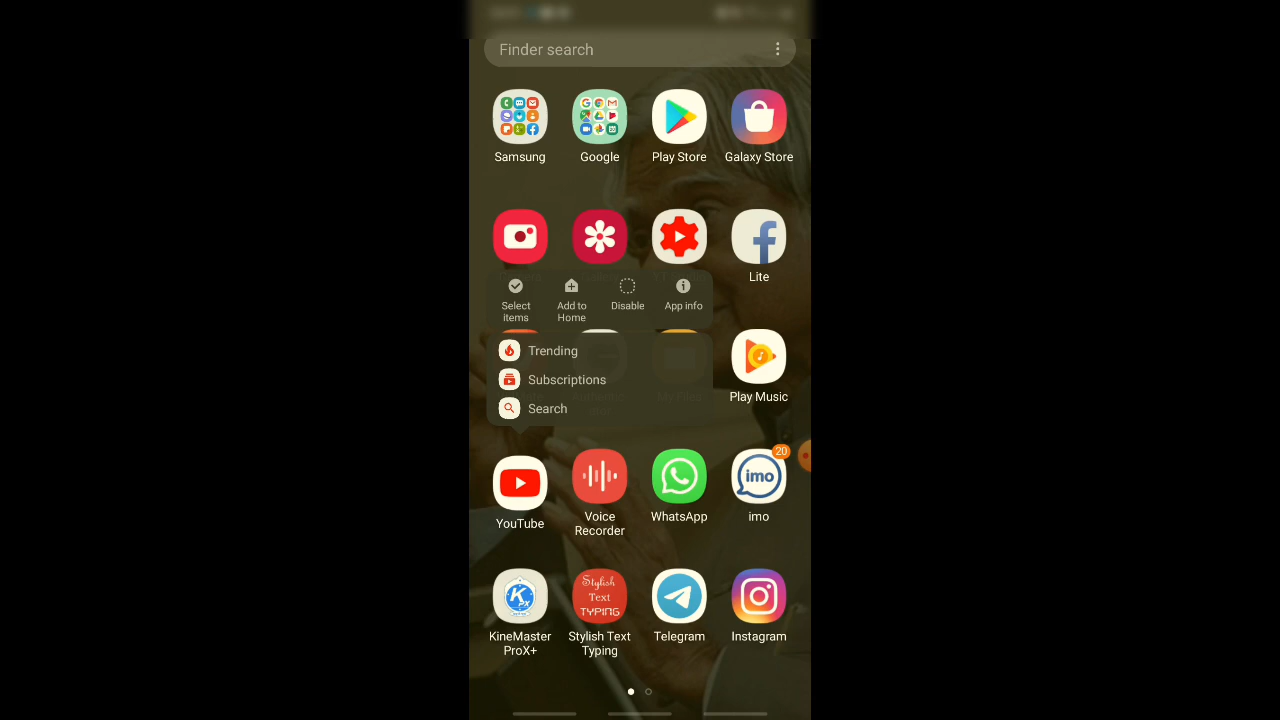 Finder search
Samsung
Google
Play Store
Galaxy Store
Lite
Select
items
Add to
Home
Disable
App info
Trending
Subscriptions
Search
Play Music
20
imo
YouTube
Voice
Recorder
WhatsApp
imo
K
PX
Stylish
Text
TYPING
KineMaster
ProX+
Stylish Text
Typing
Telegram
Instagram